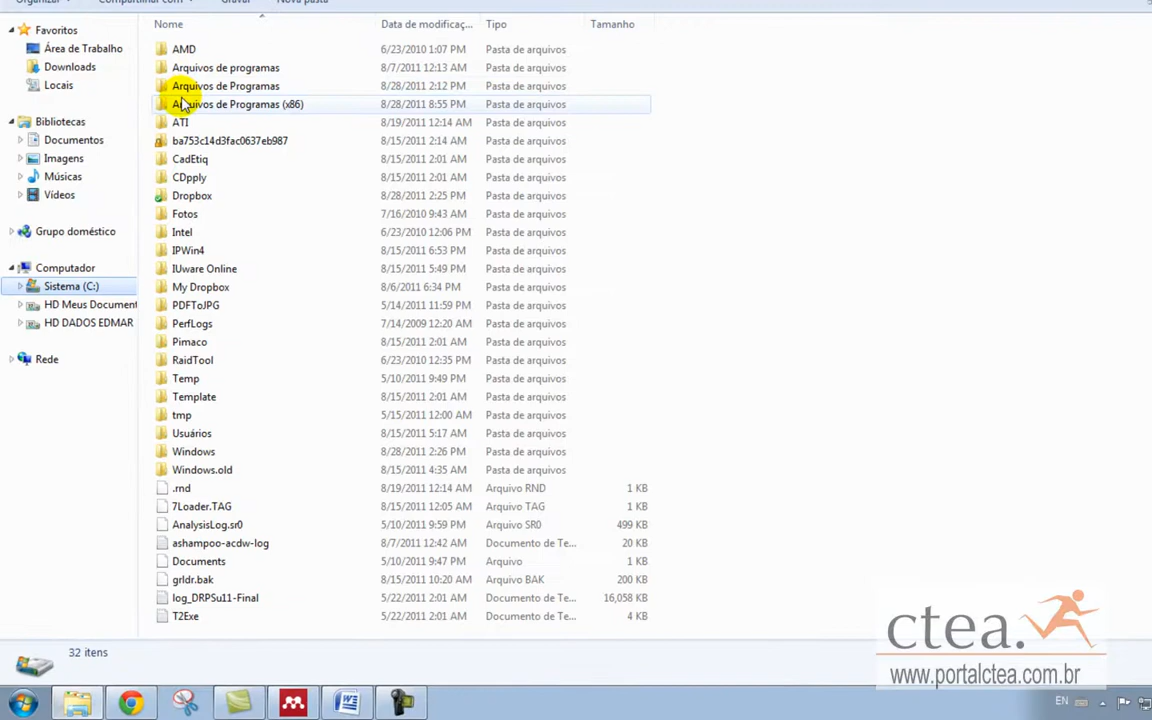 Nome Data de modificaç... Tipo Tamanho
Favoritos
Área de Trabalho
Downloads
Locais
Bibliotecas
Documentos
Imagens
Músicas
Vídeos
Grupo doméstico
Computador
Sistema (C:)
HD Meus Document
HD DADOS EDMAR
Rede
AMD 6/23/2010 1:07 PM Pasta de arquivos
Arquivos de programas 8/7/2011 12:13 AM Pasta de arquivos
Arquivos de Programas 8/28/2011 2:12 PM Pasta de arquivos
Arquivos de Programas (x86) 8/28/2011 8:55 PM Pasta de arquivos
ATI 8/19/2011 12:14 AM Pasta de arquivos
ba753c14d3fac0637eb987 8/15/2011 2:14 AM Pasta de arquivos
CadEtiq 8/15/2011 2:01 AM Pasta de arquivos
CDpply 8/15/2011 2:01 AM Pasta de arquivos
Dropbox 8/28/2011 2:25 PM Pasta de arquivos
Fotos 7/16/2010 9:43 AM Pasta de arquivos
Intel 6/23/2010 12:06 PM Pasta de arquivos
IPWin4 8/15/2011 6:53 PM Pasta de arquivos
IUware Online 8/15/2011 5:49 PM Pasta de arquivos
My Dropbox 8/6/2011 6:34 PM Pasta de arquivos
PDFToJPG 5/14/2011 11:59 PM Pasta de arquivos
PerfLogs 7/14/2009 12:20 AM Pasta de arquivos
Pimaco 8/15/2011 2:01 AM Pasta de arquivos
RaidTool 6/23/2010 12:35 PM Pasta de arquivos
Temp 5/10/2011 9:49 PM Pasta de arquivos
Template 8/15/2011 2:01 AM Pasta de arquivos
tmp 5/15/2011 12:00 AM Pasta de arquivos
Usuários 8/15/2011 5:17 AM Pasta de arquivos
Windows 8/28/2011 2:26 PM Pasta de arquivos
Windows.old 8/15/2011 4:35 AM Pasta de arquivos
.rnd 8/19/2011 12:14 AM Arquivo RND 1 KB
7Loader.TAG 8/15/2011 12:05 AM Arquivo TAG 1 KB
AnalysisLog.sr0 5/10/2011 9:59 PM Arquivo SR0 499 KB
ashampoo-acdw-log 8/7/2011 12:42 AM Documento de Te... 20 KB
Documents 5/10/2011 9:47 PM Arquivo 1 KB
grldr.bak 8/15/2011 10:20 AM Arquivo BAK 200 KB
log_DRPSu11-Final 5/22/2011 2:01 AM Documento de Te... 16,058 KB
T2Exe 5/22/2011 2:01 AM Documento de Te... 4 KB
32 itens
ctea.
www.portalctea.com.br
EN